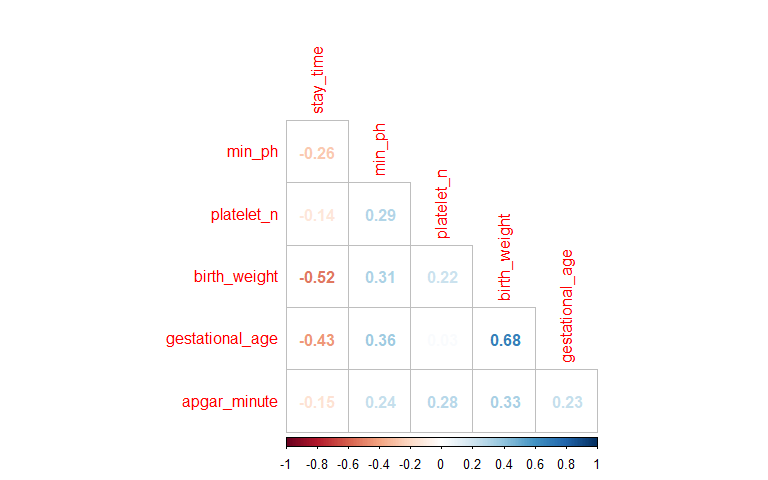 stay_time
min_ph -0.26 min_ph
platelet_n -0.14 0.29 platelet_n
birth_weight -0.52 0.31 0.22 birth_weight
gestational_age -0.43 0.36 0.68 gestational_age
apgar_minute -0.15 0.24 0.28 0.33 0.23
-1 -0.8 -0.6 -0.4 -0.2 0 0.2 0.4 0.6 0.8 1